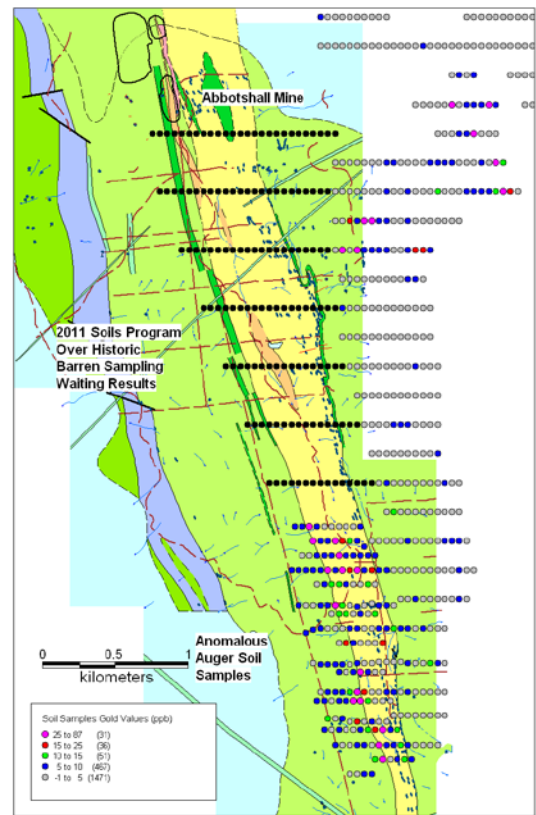 Abbotshall Mine
2011 Soils Program
Over Historic
Barren Sampling
Waiting Results
Anomalous
Auger Soil
Samples
0 0.5 1
kilometers
Soil Samples Gold Values (ppb)
25 to 87 (31)
15 to 25 (36)
10 to 15 (51)
5 to 10 (467)
-1 to 5 (1471)